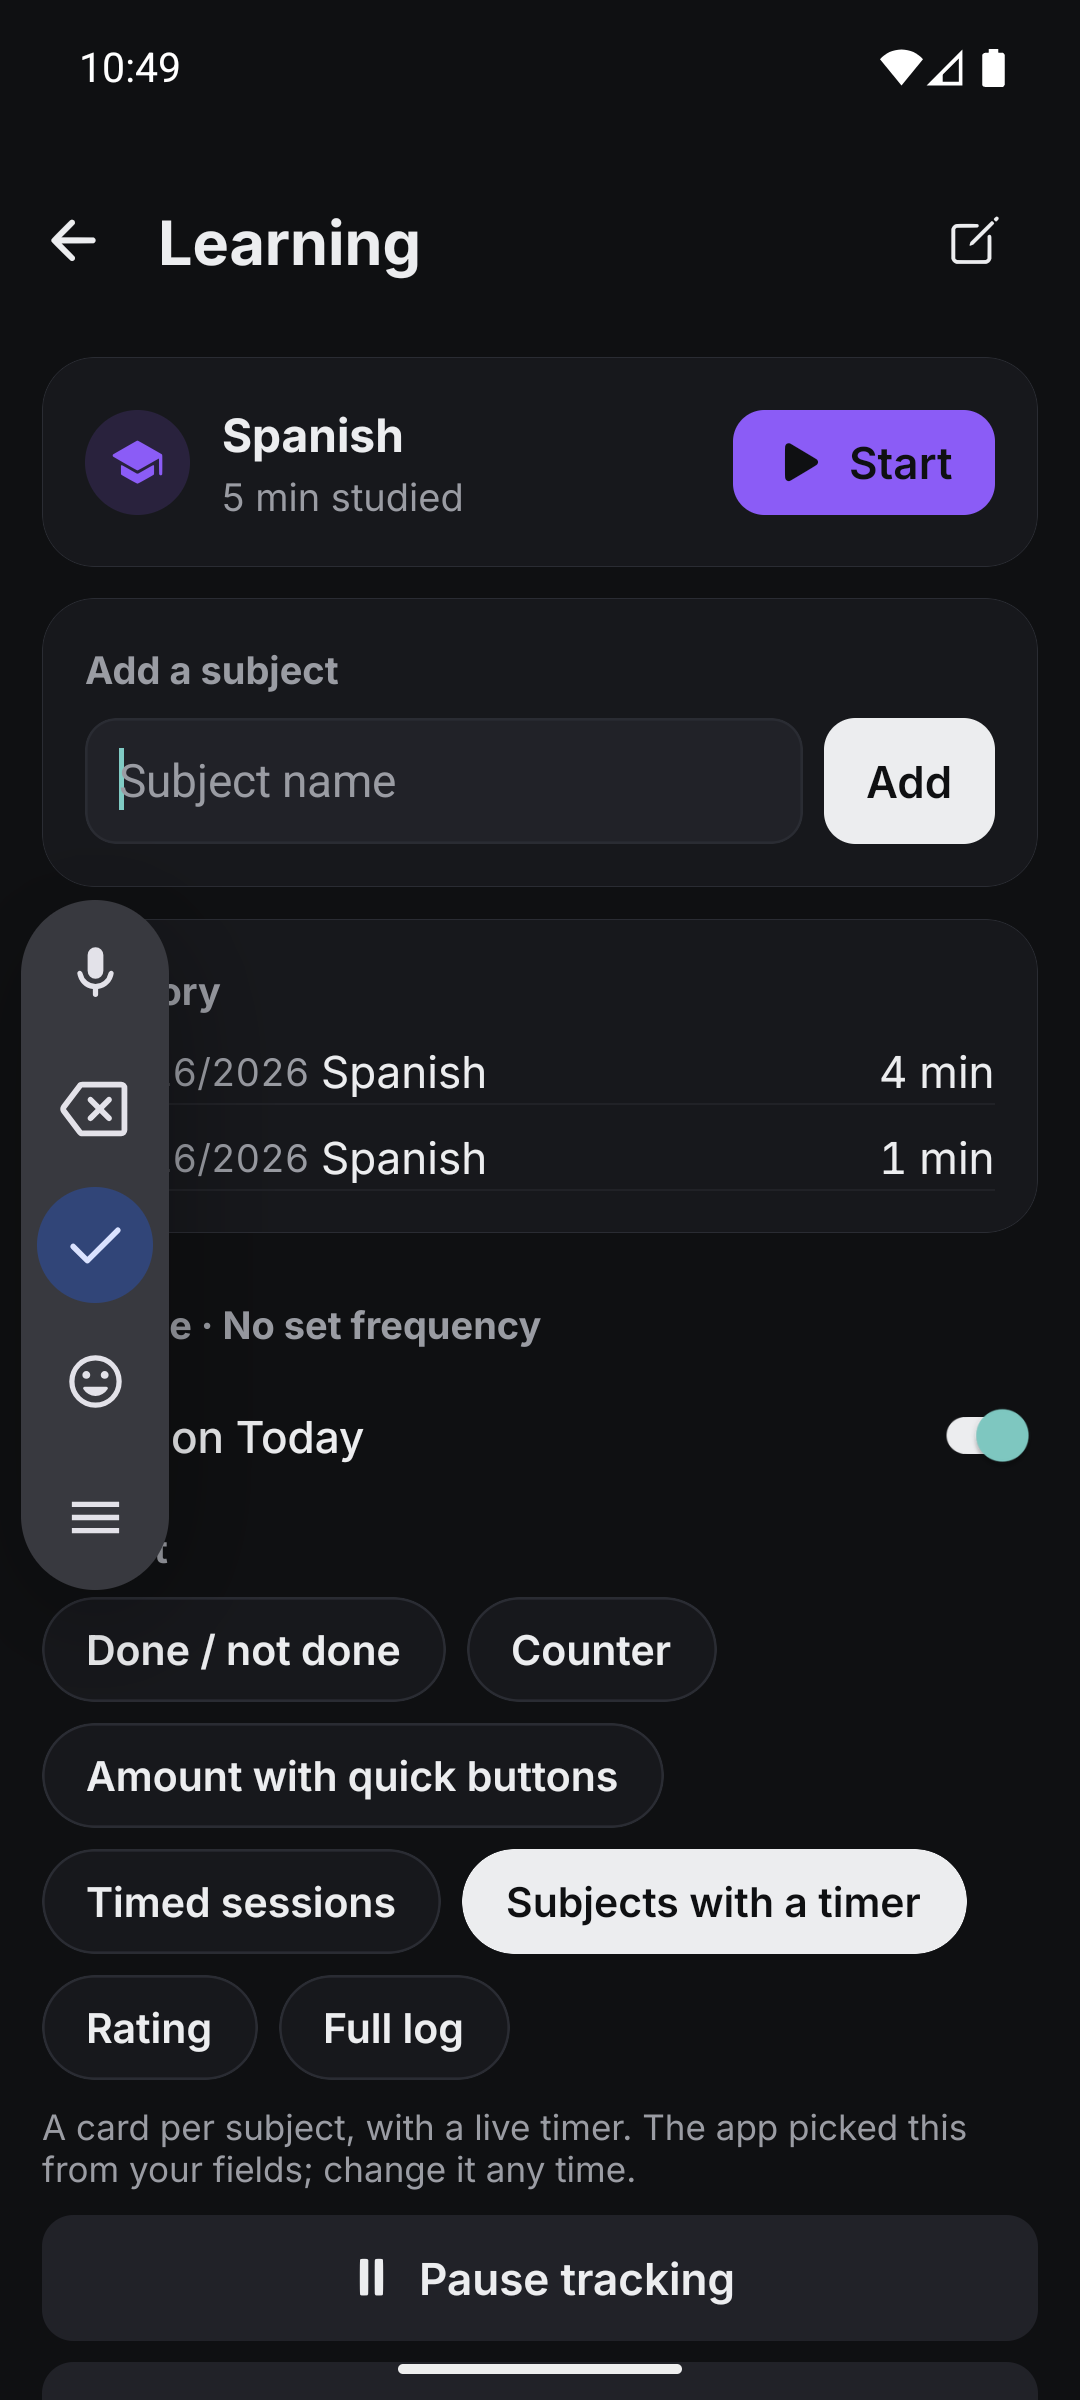 10:49
Learning
Spanish
5 min studied
Start
Add a subject
Subject name
Add
ory
6/2026 Spanish 4 min
6/2026 Spanish 1 min
e · No set frequency
on Today
t
Done / not done
Counter
Amount with quick buttons
Timed sessions
Subjects with a timer
Rating
Full log
A card per subject, with a live timer. The app picked this
from your fields; change it any time.
Pause tracking